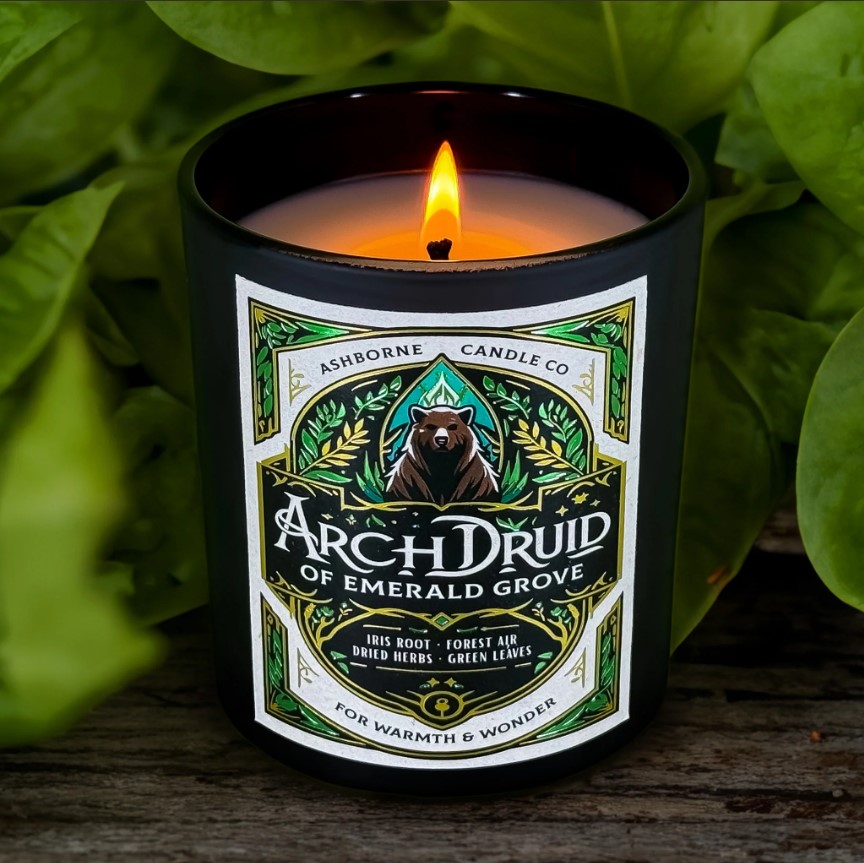 ASHBORNE CANDLE CO
ARCHDRUID
OF EMERALD GROVE
IRIS ROOT · FOREST AIR
DRIED HERBS · GREEN LEAVES
FOR WARMTH & WONDER